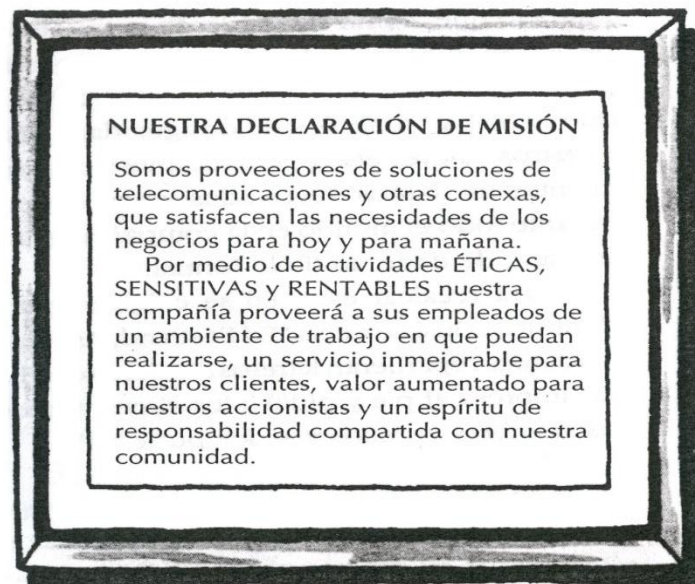 NUESTRA DECLARACIÓN DE MISIÓN
Somos proveedores de soluciones de
telecomunicaciones y otras conexas,
que satisfacen las necesidades de los
negocios para hoy y para mañana.
Por medio de actividades ÉTICAS,
SENSITIVAS y RENTABLES nuestra
compañía proveerá a sus empleados de
un ambiente de trabajo en que puedan
realizarse, un servicio inmejorable para
nuestros clientes, valor aumentado para
nuestros accionistas y un espíritu de
responsabilidad compartida con nuestra
comunidad.